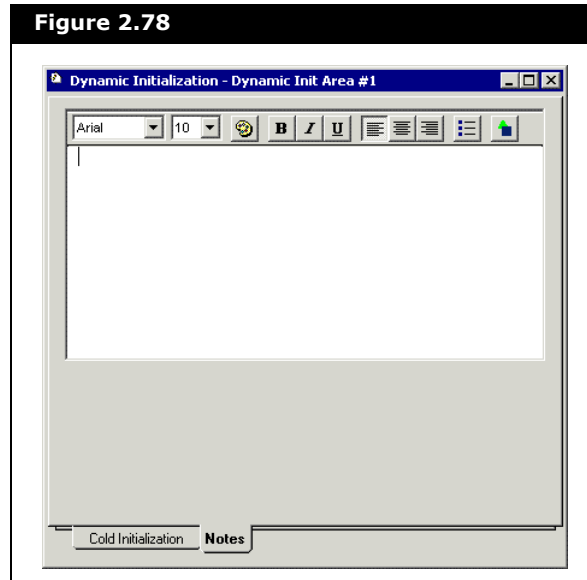 Figure 2.78
Dynamic Initialization - Dynamic Init Area #1
Arial 10 B I U
Cold Initialization Notes